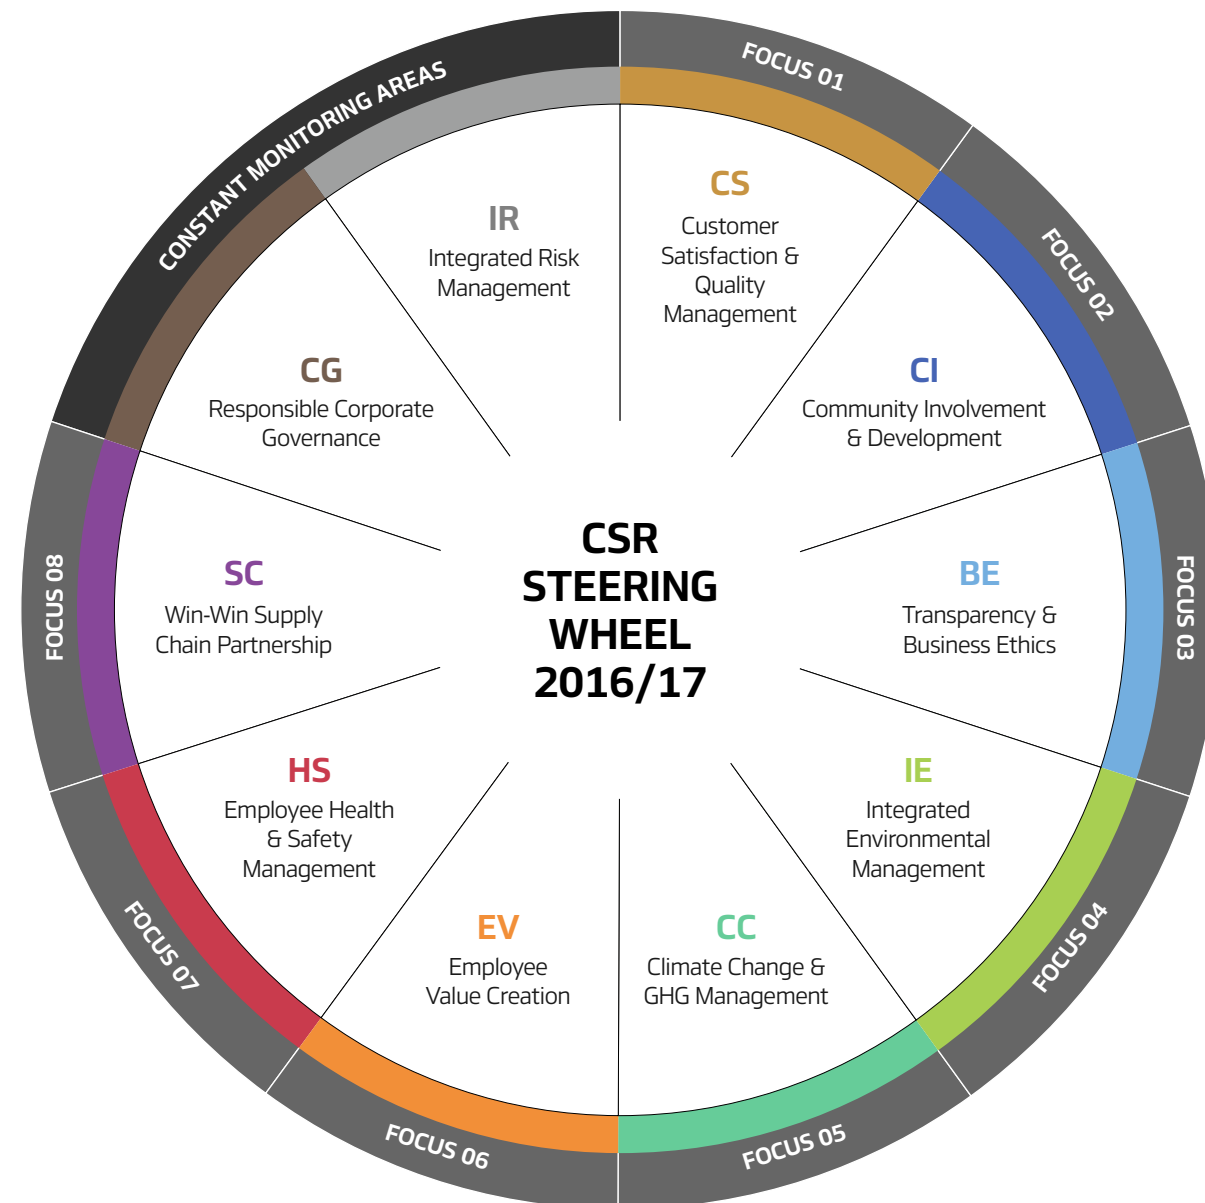 CONSTANT MONITORING AREAS
FOCUS 01
FOCUS 02
FOCUS 03
FOCUS 04
FOCUS 05
FOCUS 06
FOCUS 07
FOCUS 08
CS
Customer
Satisfaction &
Quality
Management
CI
Community Involvement
& Development
BE
Transparency &
Business Ethics
IE
Integrated
Environmental
Management
CC
Climate Change &
GHG Management
EV
Employee
Value Creation
HS
Employee Health
& Safety
Management
SC
Win-Win Supply
Chain Partnership
CG
Responsible Corporate
Governance
IR
Integrated Risk
Management
CSR
STEERING
WHEEL
2016/17